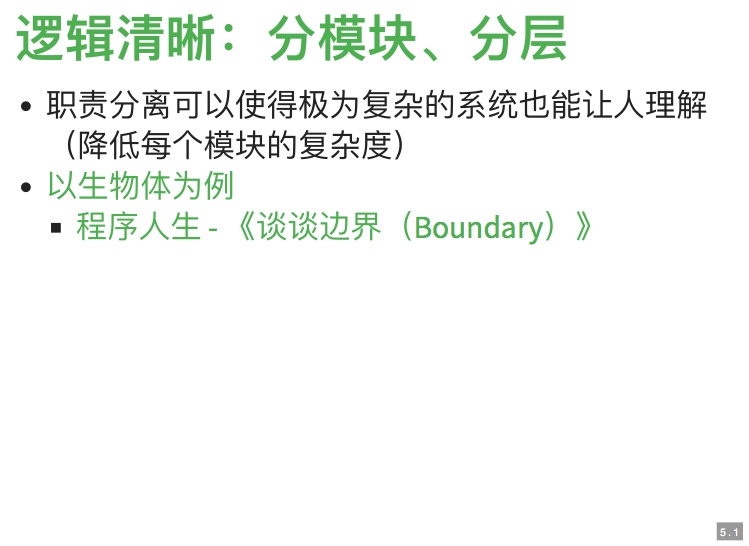 逻辑清晰：分模块、分层
职责分离可以使得极为复杂的系统也能让人理解
（降低每个模块的复杂度）
以生物体为例
程序人生 - 《谈谈边界（Boundary）》
5.1